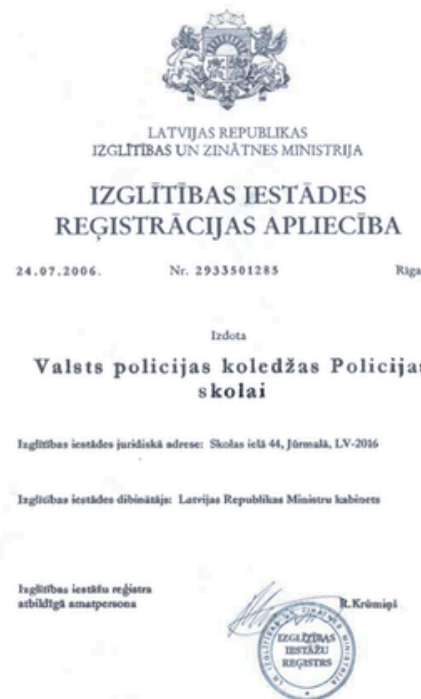 LATVIJAS REPUBLIKAS
IZGLĪTĪBAS UN ZINĀTNES MINISTRIJA
IZGLĪTĪBAS IESTĀDES
REĢISTRĀCIJAS APLIECĪBA
24.07.2006. Nr. 2933501285 Rīga
Izdota
Valsts policijas koledžas Policijas
skolai
Izglītības iestādes juridiskā adrese: Skolas ielā 44, Jūrmalā, LV-2016
Izglītības iestādes dibinātājs: Latvijas Republikas Ministru kabinets
Izglītības iestāžu reģistra
atbildīgā amatpersona R.Krūmiņš
IZGLĪTĪBAS
IESTĀŽU
REĢISTRS